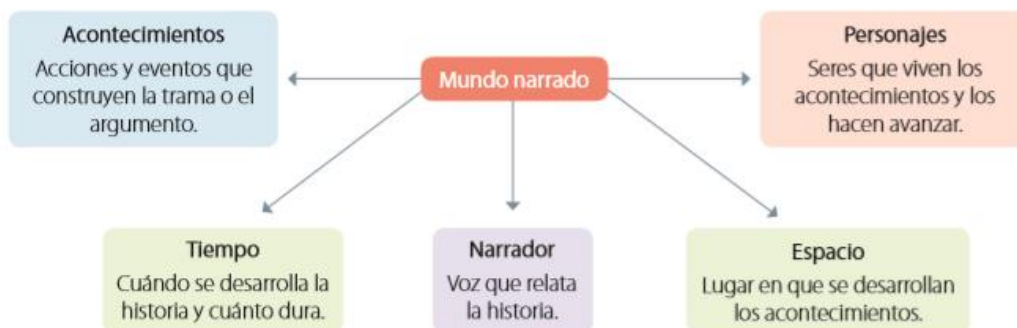 Acontecimientos
Acciones y eventos que
construyen la trama o el
argumento.
Mundo narrado
Personajes
Seres que viven los
acontecimientos y los
hacen avanzar.
Tiempo
Cuándo se desarrolla la
historia y cuánto dura.
Narrador
Voz que relata
la historia.
Espacio
Lugar en que se desarrollan
los acontecimientos.